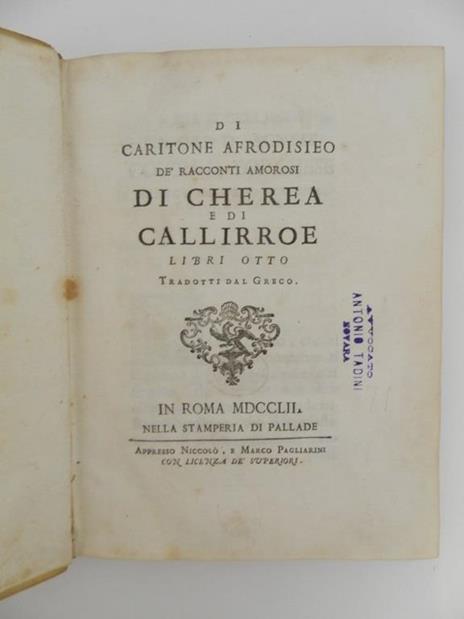 DI
CARITONE AFRODISIEO
DE' RACCONTI AMOROSI
DI CHEREA
E DI
CALLIRROE
LIBRI OTTO
TRADOTTI DAL GRECO.
IN ROMA MDCCLII.
NELLA STAMPERIA DI PALLADE
APPRESSO NICCOLÒ, E MARCO PAGLIARINI
CON LICENZA DE' SUPERIORI.
AVVOCATO
ANTONIO TADINI
NOVARA